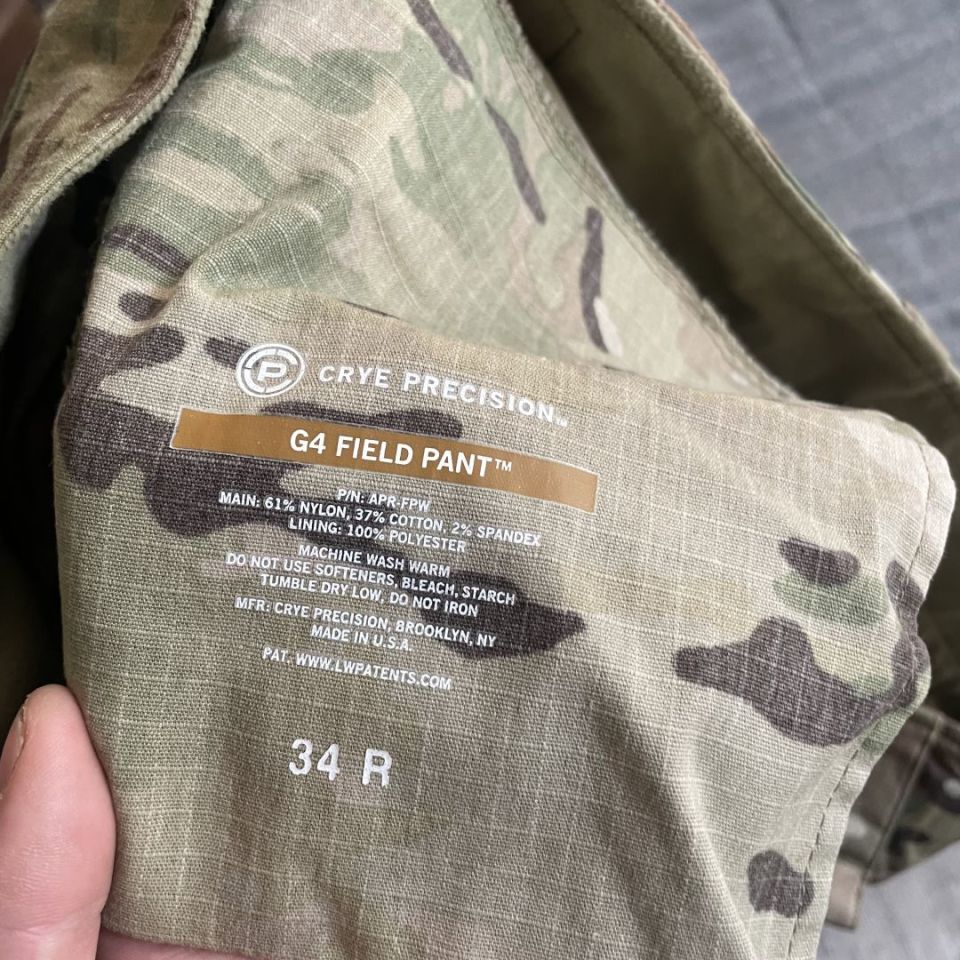 CP CRYE PRECISION™
G4 FIELD PANT™
P/N: APR-FPW
MAIN: 61% NYLON, 37% COTTON, 2% SPANDEX
LINING: 100% POLYESTER
MACHINE WASH WARM
DO NOT USE SOFTENERS, BLEACH, STARCH
TUMBLE DRY LOW, DO NOT IRON
MFR: CRYE PRECISION, BROOKLYN, NY
MADE IN U.S.A.
PAT. WWW.LWPATENTS.COM
34 R